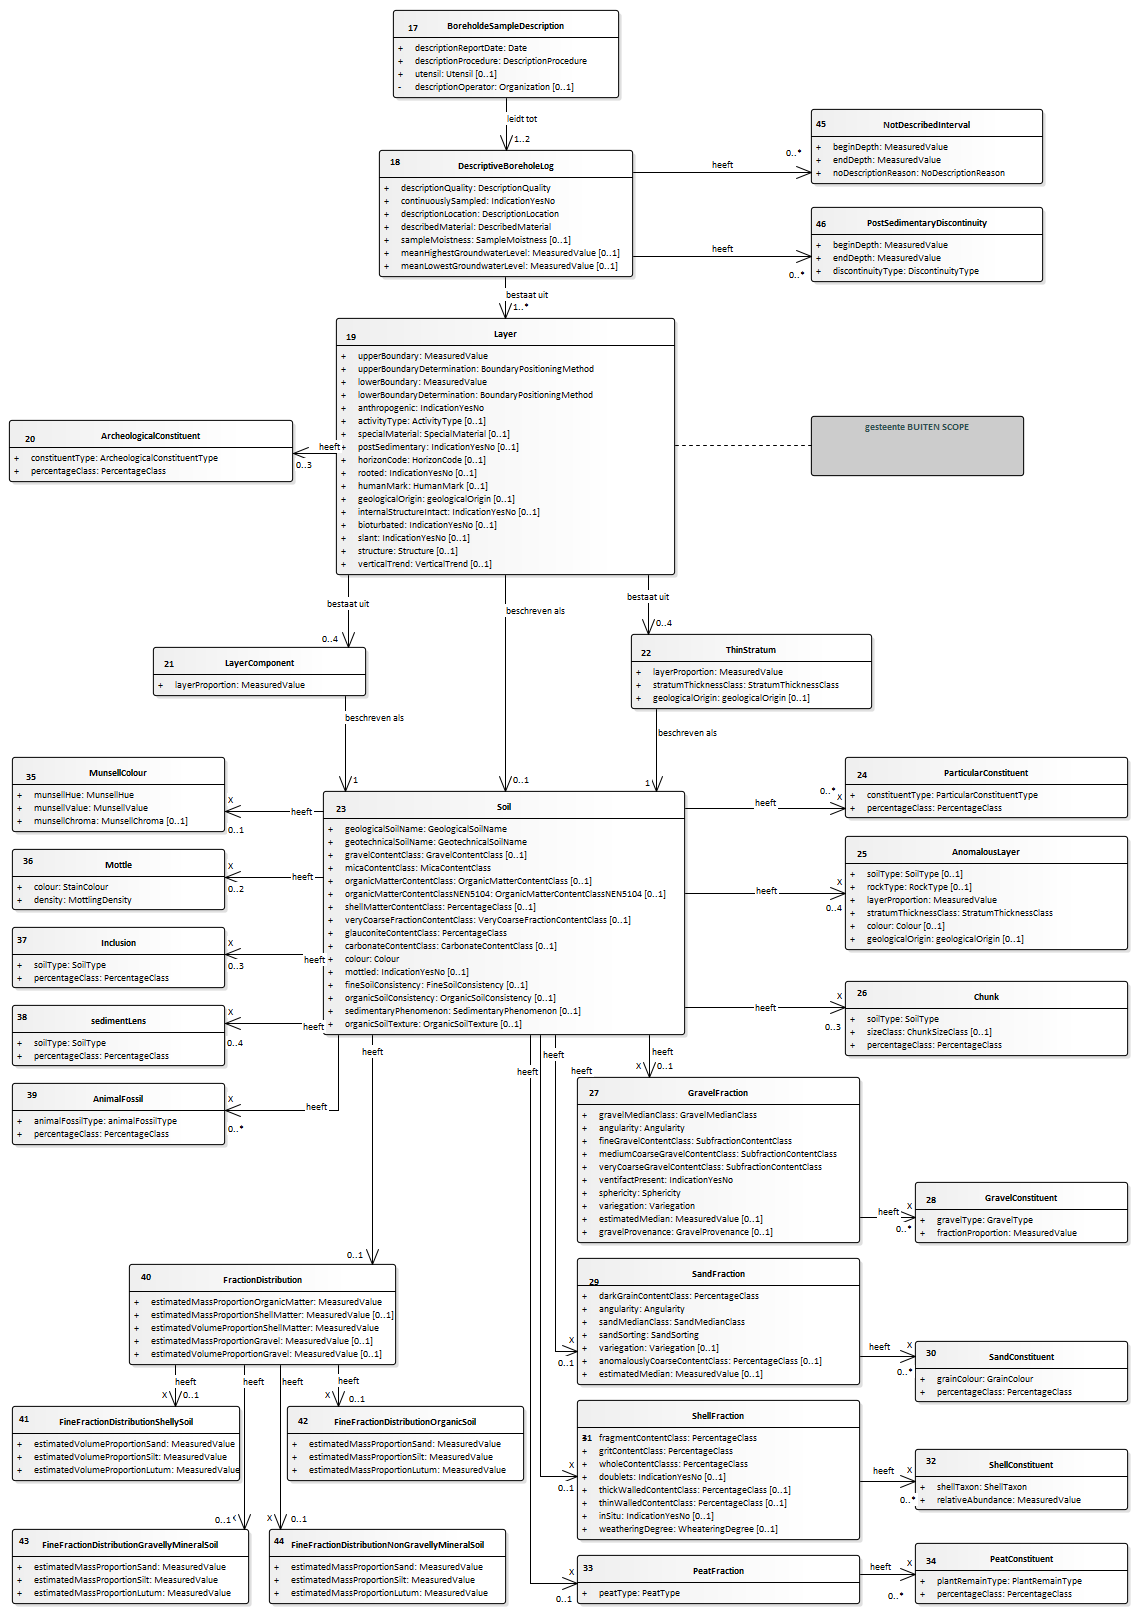 17 BoreholdeSampleDescription
+ descriptionReportDate: Date
+ descriptionProcedure: DescriptionProcedure
+ utensil: Utensil [0..1]
- descriptionOperator: Organization [0..1]
leidt tot
1..2
18 DescriptiveBoreholeLog
+ descriptionQuality: DescriptionQuality
+ continuouslySampled: IndicationYesNo
+ descriptionLocation: DescriptionLocation
+ describedMaterial: DescribedMaterial
+ sampleMoistness: SampleMoistness [0..1]
+ meanHighestGroundwaterLevel: MeasuredValue [0..1]
+ meanLowestGroundwaterLevel: MeasuredValue [0..1]
heeft
0..*
45 NotDescribedInterval
+ beginDepth: MeasuredValue
+ endDepth: MeasuredValue
+ noDescriptionReason: NoDescriptionReason
heeft
0..*
46 PostSedimentaryDiscontinuity
+ beginDepth: MeasuredValue
+ endDepth: MeasuredValue
+ discontinuityType: DiscontinuityType
bestaat uit
1..*
19 Layer
+ upperBoundary: MeasuredValue
+ upperBoundaryDetermination: BoundaryPositioningMethod
+ lowerBoundary: MeasuredValue
+ lowerBoundaryDetermination: BoundaryPositioningMethod
+ anthropogenic: IndicationYesNo
+ activityType: ActivityType [0..1]
+ specialMaterial: SpecialMaterial [0..1]
+ postSedimentary: IndicationYesNo [0..1]
+ horizonCode: HorizonCode [0..1]
+ rooted: IndicationYesNo [0..1]
+ humanMark: HumanMark [0..1]
+ geologicalOrigin: geologicalOrigin [0..1]
+ internalStructureIntact: IndicationYesNo [0..1]
+ bioturbated: IndicationYesNo [0..1]
+ slant: IndicationYesNo [0..1]
+ structure: Structure [0..1]
+ verticalTrend: VerticalTrend [0..1]
gesteente BUITEN SCOPE
heeft
0..3
20 ArcheologicalConstituent
+ constituentType: ArcheologicalConstituentType
+ percentageClass: PercentageClass
bestaat uit
0..4
beschreven als
0..1
bestaat uit
0..4
21 LayerComponent
+ layerProportion: MeasuredValue
beschreven als
1
22 ThinStratum
+ layerProportion: MeasuredValue
+ stratumThicknessClass: StratumThicknessClass
+ geologicalOrigin: geologicalOrigin [0..1]
beschreven als
1
23 Soil
+ geologicalSoilName: GeologicalSoilName
+ geotechnicalSoilName: GeotechnicalSoilName
+ gravelContentClass: GravelContentClass [0..1]
+ micaContentClass: MicaContentClass
+ organicMatterContentClass: OrganicMatterContentClass [0..1]
+ organicMatterContentClassNEN5104: OrganicMatterContentClassNEN5104 [0..1]
+ shellMatterContentClass: PercentageClass [0..1]
+ veryCoarseFractionContentClass: VeryCoarseFractionContentClass [0..1]
+ glauconiteContentClass: PercentageClass
+ carbonateContentClass: CarbonateContentClass [0..1]
+ colour: Colour
+ mottled: IndicationYesNo [0..1]
+ fineSoilConsistency: FineSoilConsistency [0..1]
+ organicSoilConsistency: OrganicSoilConsistency [0..1]
+ sedimentaryPhenomenon: SedimentaryPhenomenon [0..1]
+ organicSoilTexture: OrganicSoilTexture [0..1]
35 MunsellColour
+ munsellHue: MunsellHue
+ munsellValue: MunsellValue
+ munsellChroma: MunsellChroma [0..1]
X
heeft
0..1
36 Mottle
+ colour: StainColour
+ density: MottlingDensity
X
heeft
0..2
37 Inclusion
+ soilType: SoilType
+ percentageClass: PercentageClass
X
heeft
0..3
38 sedimentLens
+ soilType: SoilType
+ percentageClass: PercentageClass
X
heeft
0..4
39 AnimalFossil
+ animalFossilType: animalFossilType
+ percentageClass: PercentageClass
X
heeft
0..*
heeft
0..*
X
24 ParticularConstituent
+ constituentType: ParticularConstituentType
+ percentageClass: PercentageClass
heeft
X
0..4
25 AnomalousLayer
+ soilType: SoilType [0..1]
+ rockType: RockType [0..1]
+ layerProportion: MeasuredValue
+ stratumThicknessClass: StratumThicknessClass
+ colour: Colour [0..1]
+ geologicalOrigin: geologicalOrigin [0..1]
heeft
X
0..3
26 Chunk
+ soilType: SoilType
+ sizeClass: ChunkSizeClass [0..1]
+ percentageClass: PercentageClass
heeft
X 0..1
27 GravelFraction
+ gravelMedianClass: GravelMedianClass
+ angularity: Angularity
+ fineGravelContentClass: SubfractionContentClass
+ mediumCoarseGravelContentClass: SubfractionContentClass
+ veryCoarseGravelContentClass: SubfractionContentClass
+ ventifactPresent: IndicationYesNo
+ sphericity: Sphericity
+ variegation: Variegation
+ estimatedMedian: MeasuredValue [0..1]
+ gravelProvenance: GravelProvenance [0..1]
heeft
X
0..*
28 GravelConstituent
+ gravelType: GravelType
+ fractionProportion: MeasuredValue
heeft
X
0..1
29 SandFraction
+ darkGrainContentClass: PercentageClass
+ angularity: Angularity
+ sandMedianClass: SandMedianClass
+ sandSorting: SandSorting
+ variegation: Variegation [0..1]
+ anomalouslyCoarseContentClass: PercentageClass [0..1]
+ estimatedMedian: MeasuredValue [0..1]
heeft
X
0..*
30 SandConstituent
+ grainColour: GrainColour
+ percentageClass: PercentageClass
heeft
X
0..1
ShellFraction
31 fragmentContentClass: PercentageClass
+ gritContentClass: PercentageClass
+ wholeContentClasss: PercentageClass
+ doublets: IndicationYesNo [0..1]
+ thickWalledContentClass: PercentageClass [0..1]
+ thinWalledContentClass: PercentageClass [0..1]
+ inSitu: IndicationYesNo [0..1]
+ weatheringDegree: WheateringDegree [0..1]
heeft
X
0..*
32 ShellConstituent
+ shellTaxon: ShellTaxon
+ relativeAbundance: MeasuredValue
heeft
X
0..1
33 PeatFraction
+ peatType: PeatType
heeft
X
0..*
34 PeatConstituent
+ plantRemainType: PlantRemainType
+ percentageClass: PercentageClass
heeft
0..1
40 FractionDistribution
+ estimatedMassProportionOrganicMatter: MeasuredValue
+ estimatedMassProportionShellMatter: MeasuredValue [0..1]
+ estimatedVolumeProportionShellMatter: MeasuredValue
+ estimatedMassProportionGravel: MeasuredValue [0..1]
+ estimatedVolumeProportionGravel: MeasuredValue [0..1]
heeft
X 0..1
heeft
heeft
heeft
X 0..1
41 FineFractionDistributionShellySoil
+ estimatedVolumeProportionSand: MeasuredValue
+ estimatedVolumeProportionSilt: MeasuredValue
+ estimatedVolumeProportionLutum: MeasuredValue
42 FineFractionDistributionOrganicSoil
+ estimatedMassProportionSand: MeasuredValue
+ estimatedMassProportionSilt: MeasuredValue
+ estimatedMassProportionLutum: MeasuredValue
0..1
X 0..1
43 FineFractionDistributionGravellyMineralSoil
+ estimatedMassProportionSand: MeasuredValue
+ estimatedMassProportionSilt: MeasuredValue
+ estimatedMassProportionLutum: MeasuredValue
44 FineFractionDistributionNonGravellyMineralSoil
+ estimatedMassProportionSand: MeasuredValue
+ estimatedMassProportionSilt: MeasuredValue
+ estimatedMassProportionLutum: MeasuredValue